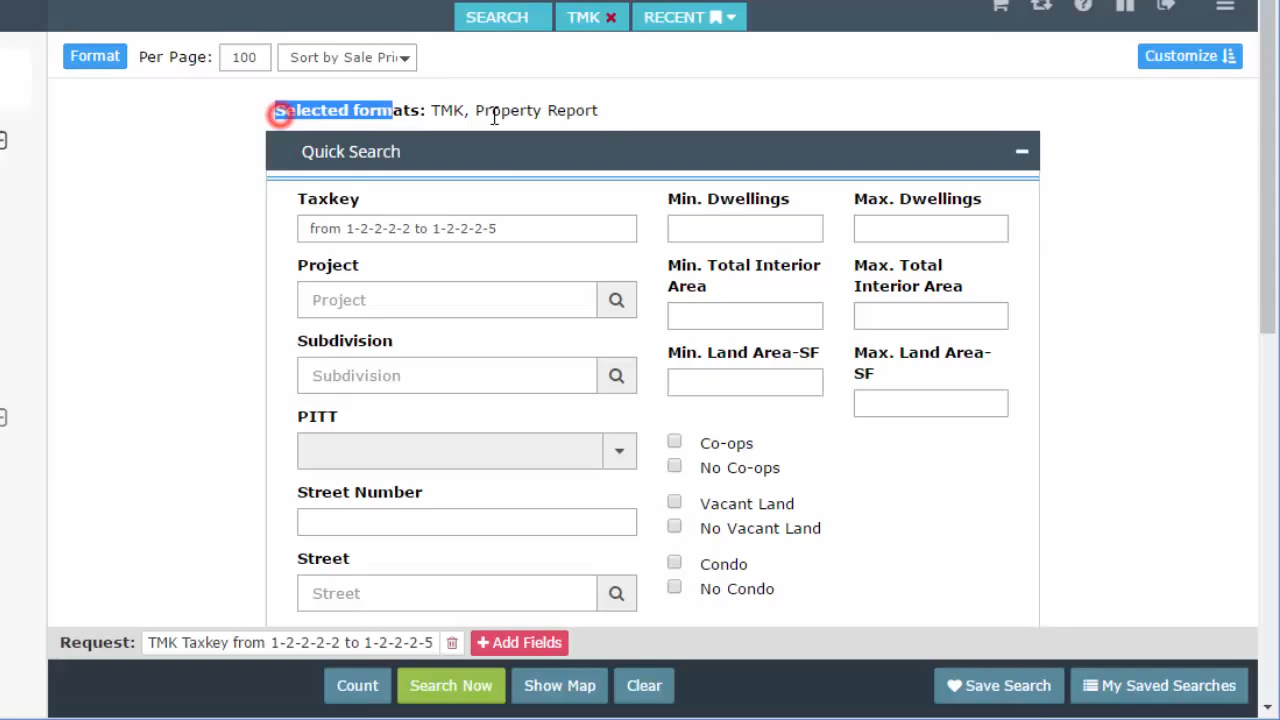 SEARCH
TMK
RECENT
Format
Per Page:
100
Sort by Sale Pri
Customize
Selected formats: TMK, Property Report
Quick Search
Taxkey
from 1-2-2-2-2 to 1-2-2-2-5
Project
Project
Subdivision
Subdivision
PITT
Street Number
Street
Street
Min. Dwellings
Max. Dwellings
Min. Total Interior
Area
Max. Total
Interior Area
Min. Land Area-SF
Max. Land Area-
SF
Co-ops
No Co-ops
Vacant Land
No Vacant Land
Condo
No Condo
Request: TMK Taxkey from 1-2-2-2-2 to 1-2-2-2-5 + Add Fields
Count
Search Now
Show Map
Clear
Save Search
My Saved Searches